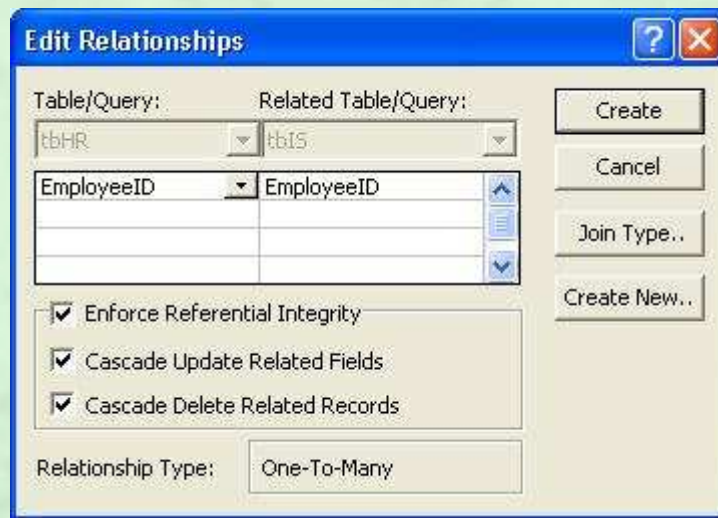 Edit Relationships
Table/Query: Related Table/Query:
tbHR tbIS
EmployeeID EmployeeID
Enforce Referential Integrity
Cascade Update Related Fields
Cascade Delete Related Records
Relationship Type: One-To-Many
Create
Cancel
Join Type..
Create New..